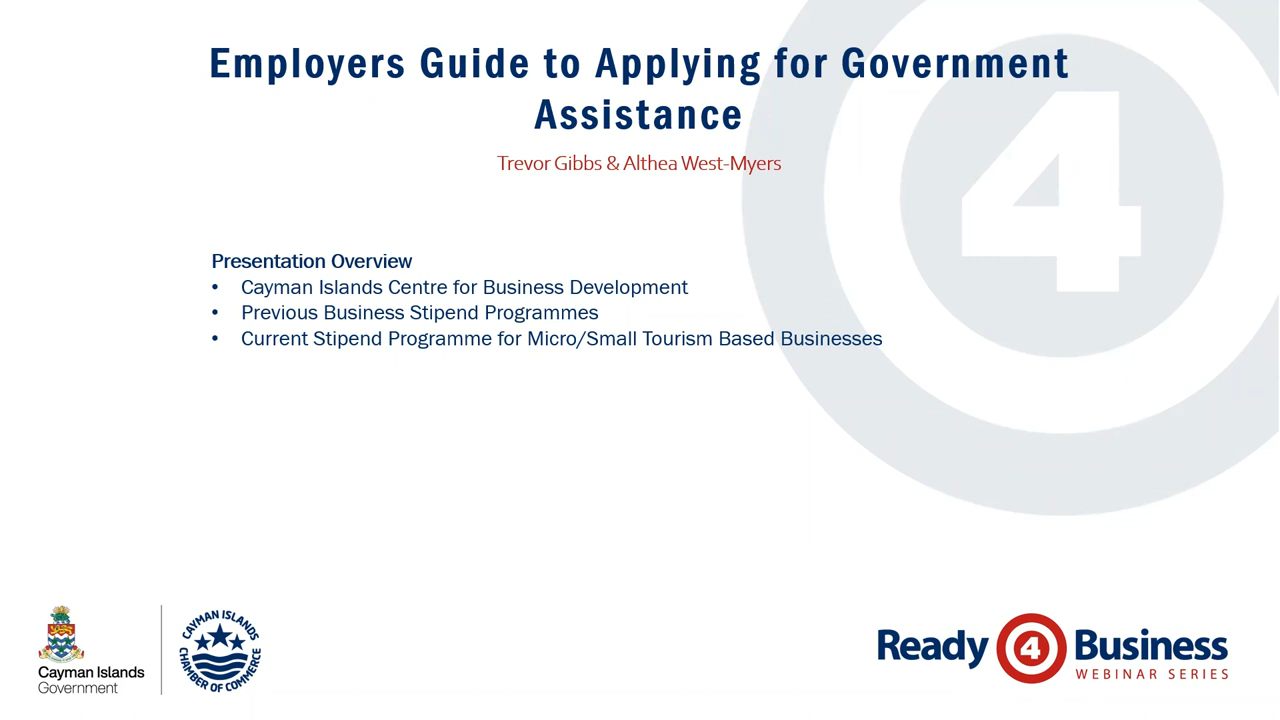 Employers Guide to Applying for Government
Assistance
Trevor Gibbs & Althea West-Myers
Presentation Overview
• Cayman Islands Centre for Business Development
• Previous Business Stipend Programmes
• Current Stipend Programme for Micro/Small Tourism Based Businesses
4
Cayman Islands
Government
CAYMAN ISLANDS
CHAMBER OF COMMERCE
Ready 4 Business
WEBINAR SERIES